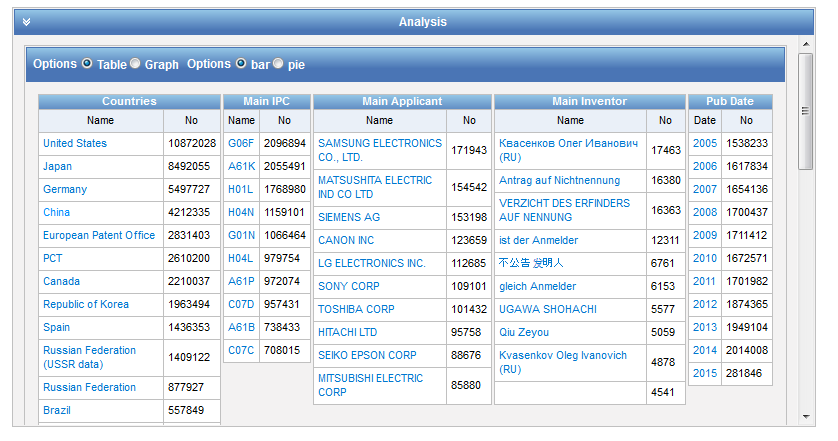 Analysis
Options Table Graph Options bar pie
Countries
Name No
United States 10872028
Japan 8492055
Germany 5497727
China 4212335
European Patent Office 2831403
PCT 2610200
Canada 2210037
Republic of Korea 1963494
Spain 1436353
Russian Federation
(USSR data) 1409122
Russian Federation 877927
Brazil 557849
Main IPC
Name No
G06F 2096894
A61K 2055491
H01L 1768980
H04N 1159101
G01N 1066464
H04L 979754
A61P 972074
C07D 957431
A61B 738433
C07C 708015
Main Applicant
Name No
SAMSUNG ELECTRONICS
CO., LTD. 171943
MATSUSHITA ELECTRIC
IND CO LTD 154542
SIEMENS AG 153198
CANON INC 123659
LG ELECTRONICS INC. 112685
SONY CORP 109101
TOSHIBA CORP 101432
HITACHI LTD 95758
SEIKO EPSON CORP 88676
MITSUBISHI ELECTRIC
CORP 85880
Main Inventor
Name No
Квасенков Олег Иванович
(RU) 17463
Antrag auf Nichtnennung 16380
VERZICHT DES ERFINDERS
AUF NENNUNG 16363
ist der Anmelder 12311
不公告 发明人 6761
gleich Anmelder 6153
UGAWA SHOHACHI 5577
Qiu Zeyou 5059
Kvasenkov Oleg Ivanovich
(RU) 4878
4541
Pub Date
Date No
2005 1538233
2006 1617834
2007 1654136
2008 1700437
2009 1711412
2010 1672571
2011 1701982
2012 1874365
2013 1949104
2014 2014008
2015 281846